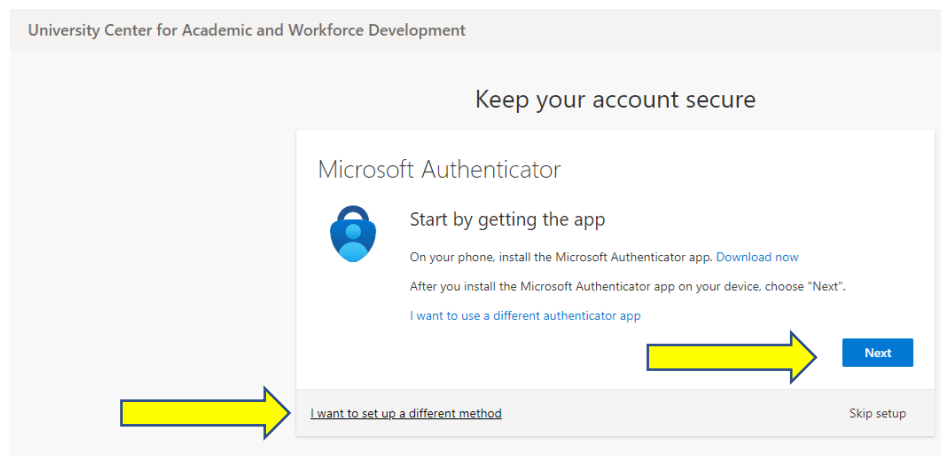 University Center for Academic and Workforce Development
Keep your account secure
Microsoft Authenticator
Start by getting the app
On your phone, install the Microsoft Authenticator app. Download now
After you install the Microsoft Authenticator app on your device, choose "Next".
I want to use a different authenticator app
Next
I want to set up a different method Skip setup